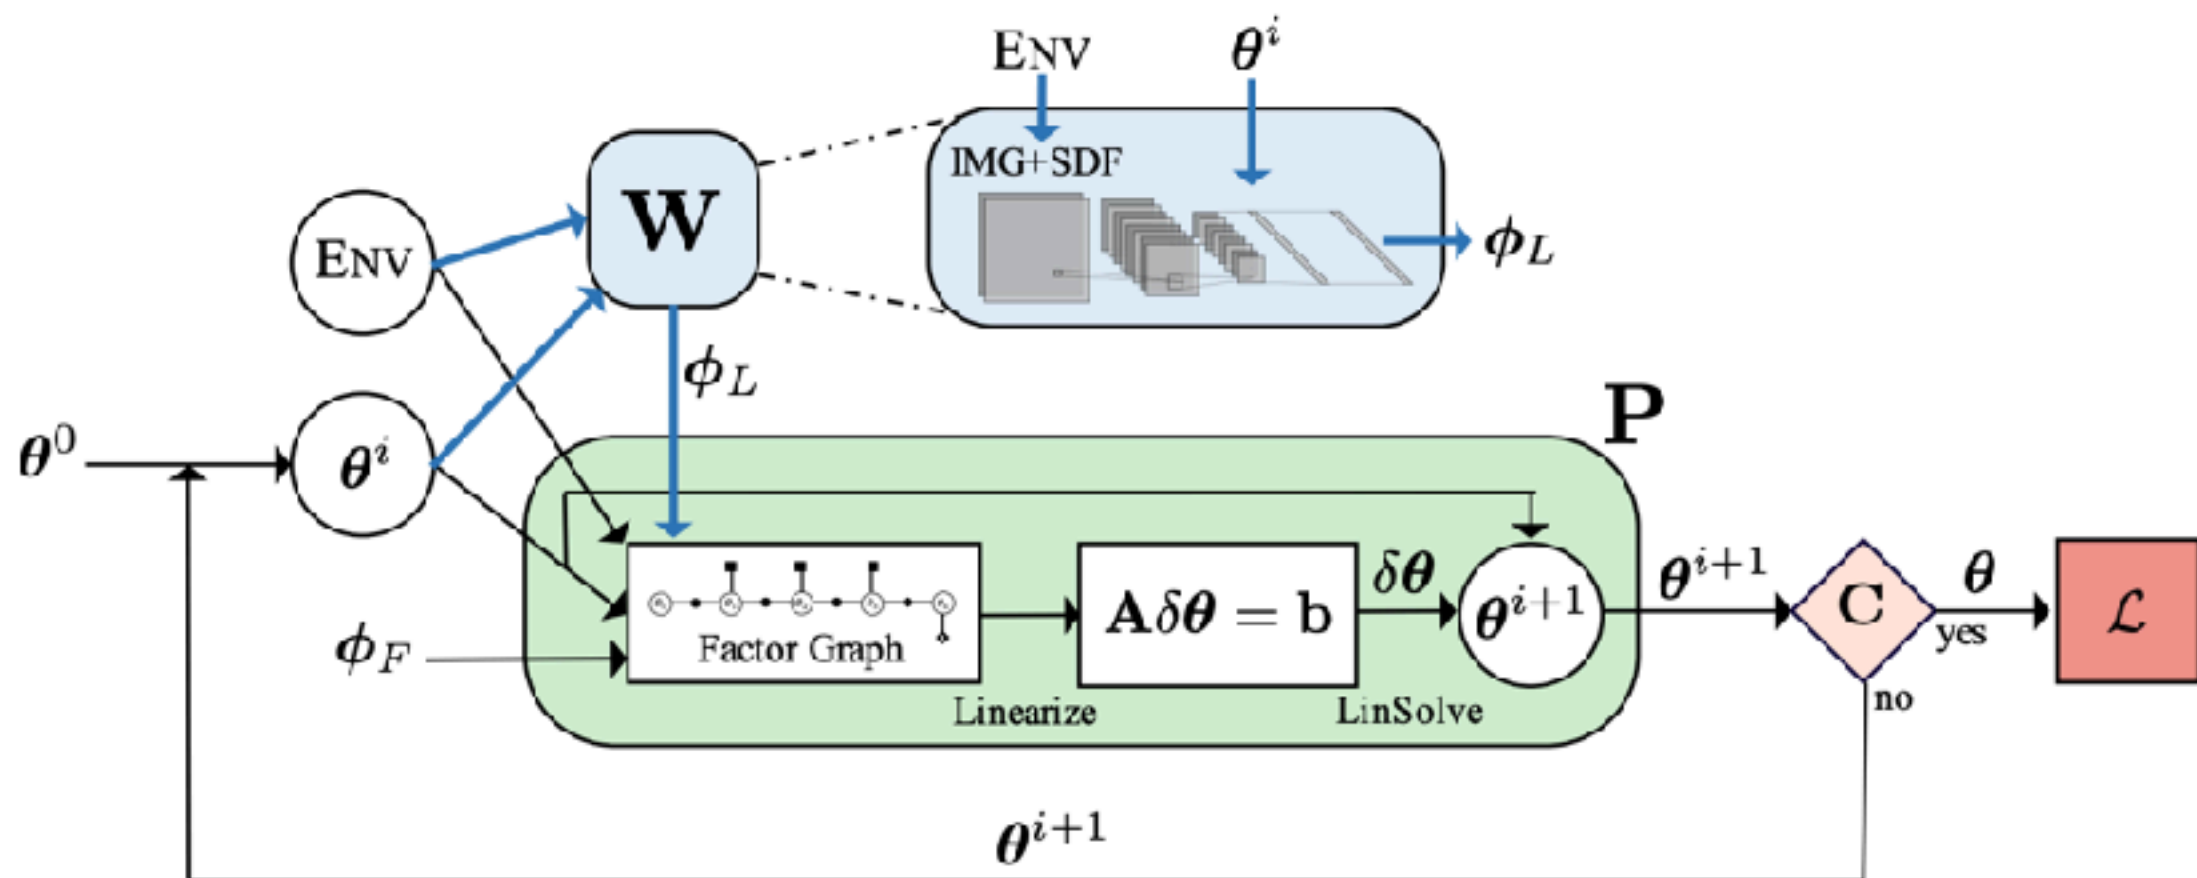 ENV
θ^i
IMG+SDF
W
ENV
ϕ_L
ϕ_L
P
θ^0
θ^i
Factor Graph
Aδθ = b
δθ
θ^{i+1}
θ^{i+1}
C
θ
yes
ℒ
ϕ_F
Linearize
LinSolve
no
θ^{i+1}